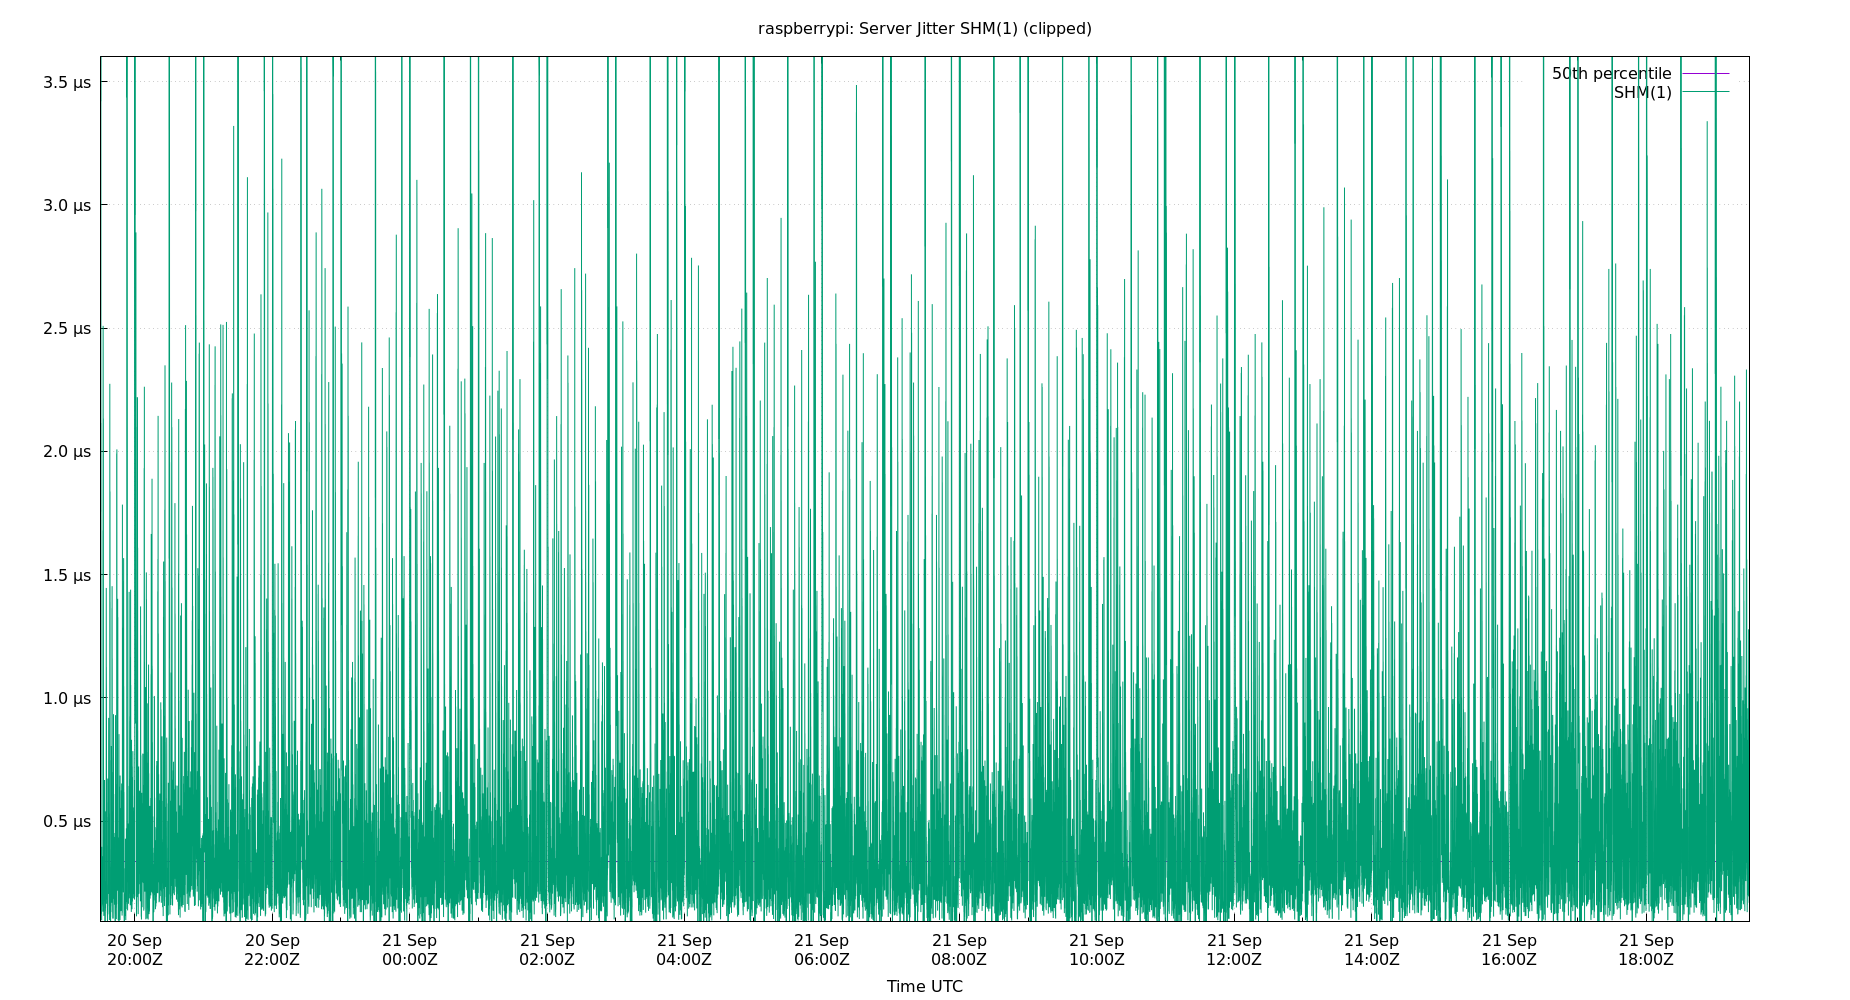 raspberrypi: Server Jitter SHM(1) (clipped)
50th percentile
SHM(1)
3.5 µs
3.0 µs
2.5 µs
2.0 µs
1.5 µs
1.0 µs
0.5 µs
20 Sep 20 Sep 21 Sep 21 Sep 21 Sep 21 Sep 21 Sep 21 Sep 21 Sep 21 Sep 21 Sep 21 Sep
20:00Z 22:00Z 00:00Z 02:00Z 04:00Z 06:00Z 08:00Z 10:00Z 12:00Z 14:00Z 16:00Z 18:00Z
Time UTC